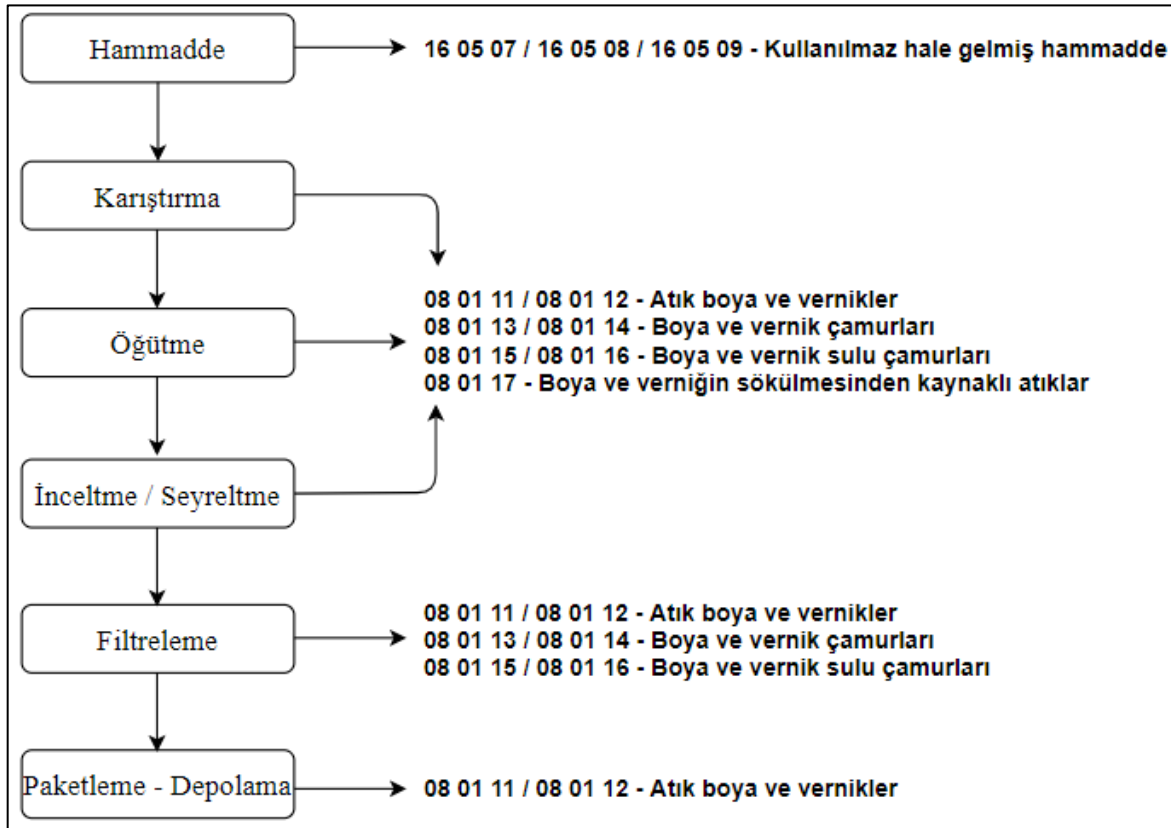 Hammadde
16 05 07 / 16 05 08 / 16 05 09 - Kullanılmaz hale gelmiş hammadde
Karıştırma
Öğütme
08 01 11 / 08 01 12 - Atık boya ve vernikler
08 01 13 / 08 01 14 - Boya ve vernik çamurları
08 01 15 / 08 01 16 - Boya ve vernik sulu çamurları
08 01 17 - Boya ve verniğin sökülmesinden kaynaklı atıklar
İnceltme / Seyreltme
Filtreleme
08 01 11 / 08 01 12 - Atık boya ve vernikler
08 01 13 / 08 01 14 - Boya ve vernik çamurları
08 01 15 / 08 01 16 - Boya ve vernik sulu çamurları
Paketleme - Depolama
08 01 11 / 08 01 12 - Atık boya ve vernikler